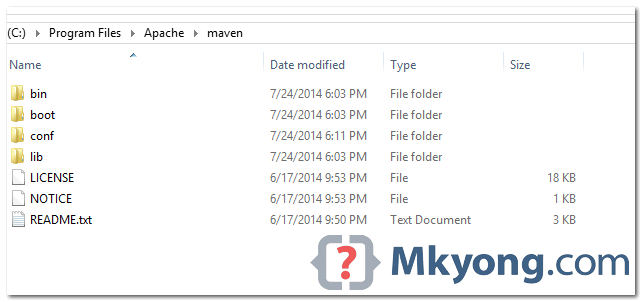 (C:) Program Files Apache maven
Name Date modified Type Size
bin 7/24/2014 6:03 PM File folder
boot 7/24/2014 6:03 PM File folder
conf 7/24/2014 6:11 PM File folder
lib 7/24/2014 6:03 PM File folder
LICENSE 6/17/2014 9:53 PM File 18 KB
NOTICE 6/17/2014 9:53 PM File 1 KB
README.txt 6/17/2014 9:50 PM Text Document 3 KB
{?} Mkyong.com